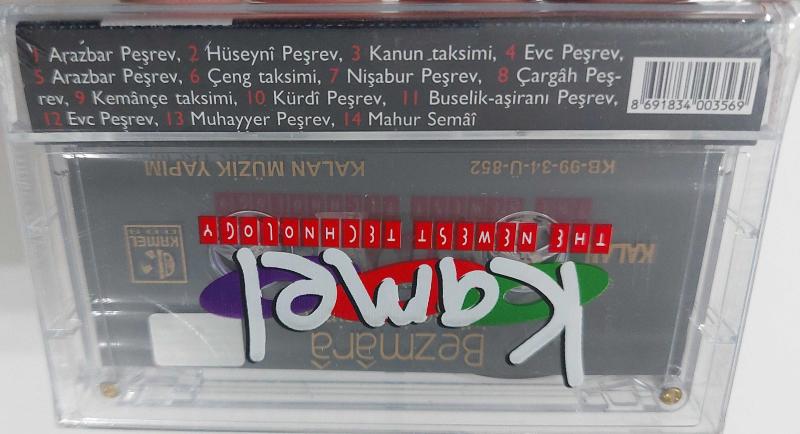 1 Arazbar Peşrev, 2 Hüseynî Peşrev, 3 Kanun taksimi, 4 Evc Peşrev,
5 Arazbar Peşrev, 6 Çeng taksimi, 7 Nişabur Peşrev, 8 Çargâh Peş-
rev, 9 Kemânçe taksimi, 10 Kürdî Peşrev, 11 Buselik-aşiranı Peşrev,
12 Evc Peşrev, 13 Muhayyer Peşrev, 14 Mahur Semâî
8 691834 003569
KB-99-34-Ü-852 KALAN MÜZİK YAPIM
THE NEWEST TECHNOLOGY
KALAN
KAMEL
Kamel
Bezmârâ